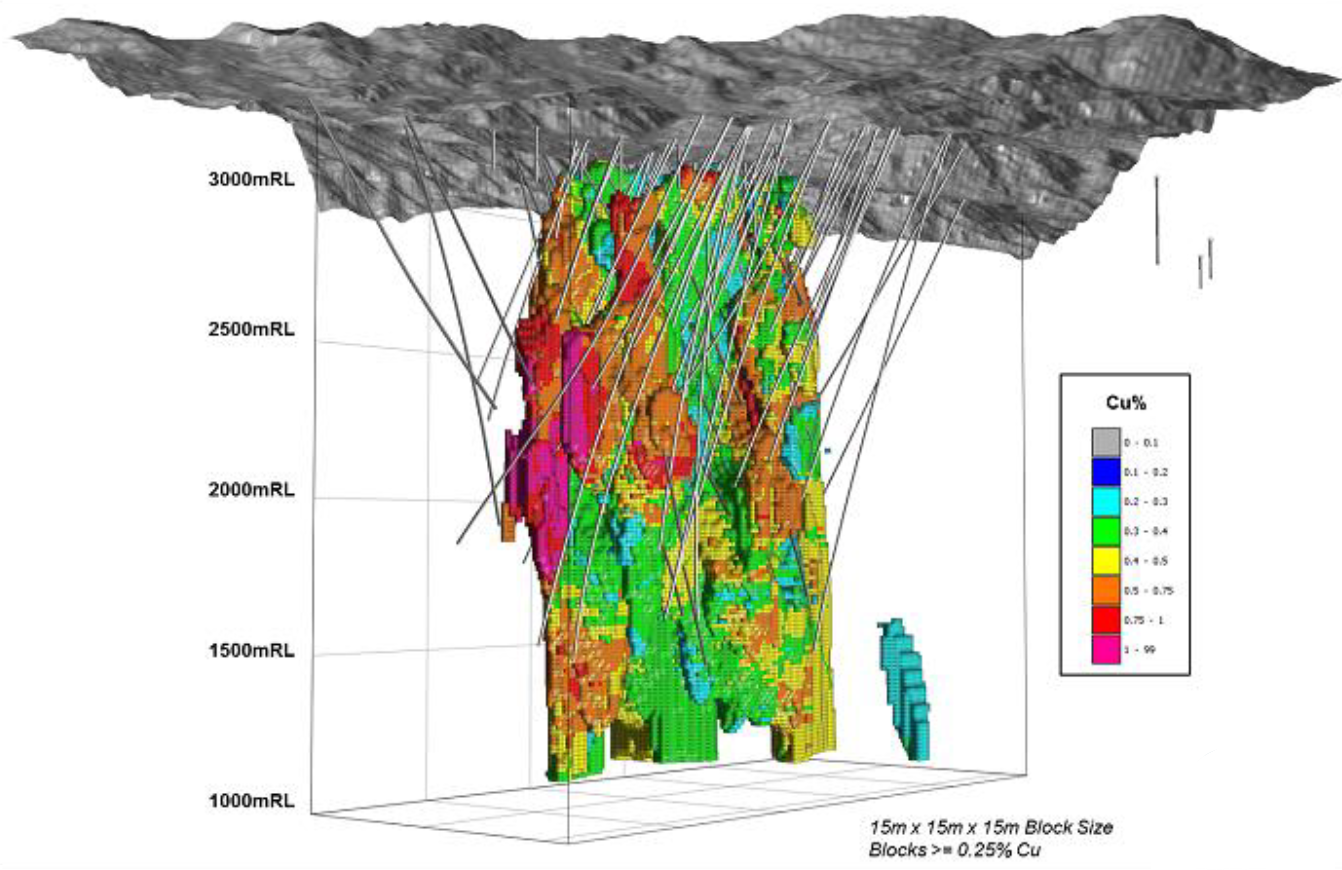 3000mRL
2500mRL
2000mRL
1500mRL
1000mRL
Cu%
0 - 0.1
0.1 - 0.2
0.2 - 0.3
0.3 - 0.4
0.4 - 0.5
0.5 - 0.75
0.75 - 1
1 - 99
15m x 15m x 15m Block Size
Blocks >= 0.25% Cu